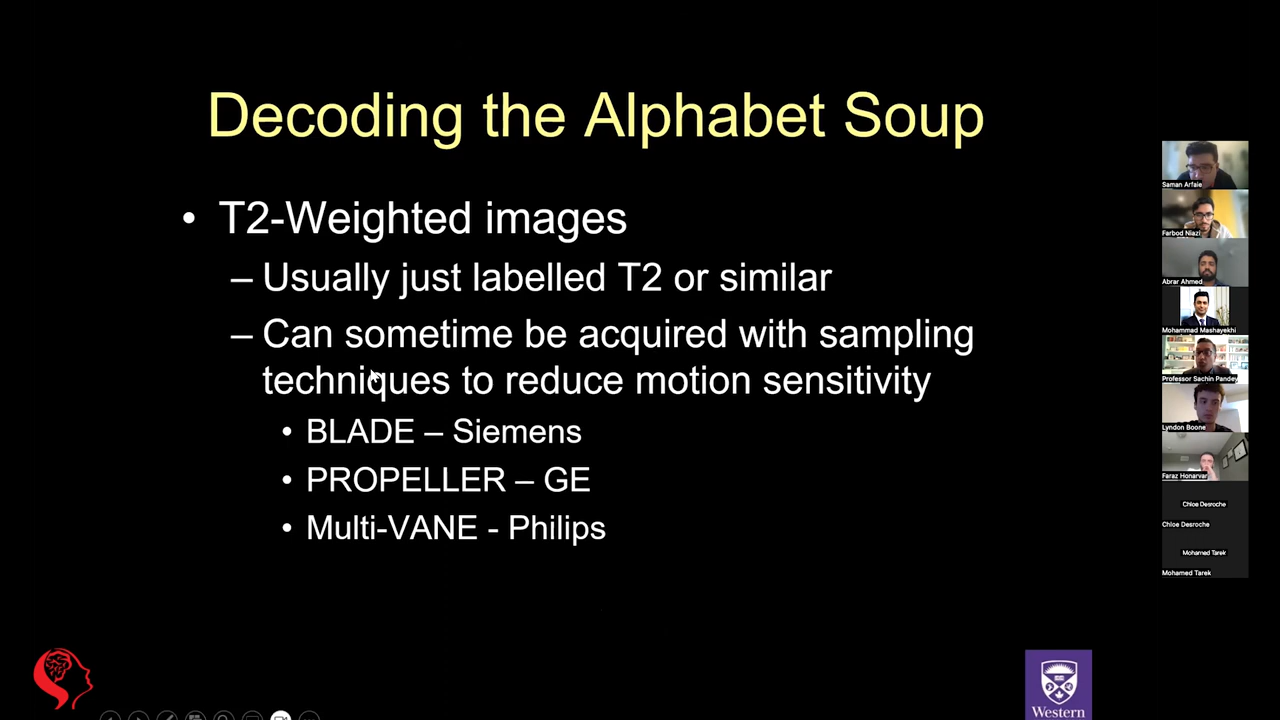 Decoding the Alphabet Soup
• T2-Weighted images
– Usually just labelled T2 or similar
– Can sometime be acquired with sampling
techniques to reduce motion sensitivity
• BLADE – Siemens
• PROPELLER – GE
• Multi-VANE - Philips
Saman Arfaie
Farbod Niazi
Abrar Ahmed
Mohammad Mashayekhi
Professor Sachin Pandey
Lyndon Boone
Faraz Honarvar
Chloe Desroche
Chloe Desroche
Mohamed Tarek
Mohamed Tarek
Western